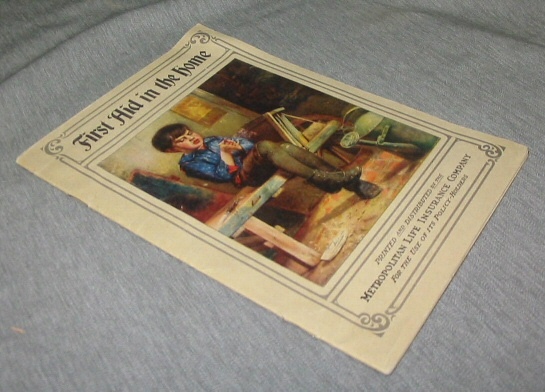 First Aid in the home
PRINTED AND DISTRIBUTED BY THE
METROPOLITAN LIFE INSURANCE COMPANY
FOR THE USE OF ITS POLICY-HOLDERS